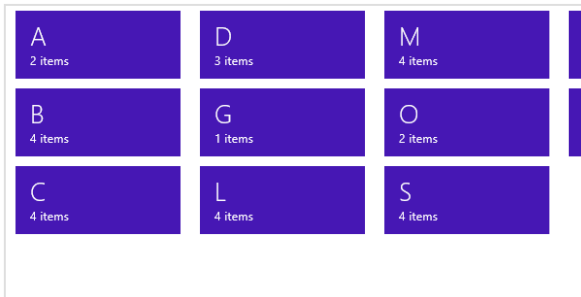 A
2 items
B
4 items
C
4 items
D
3 items
G
1 items
L
4 items
M
4 items
O
2 items
S
4 items